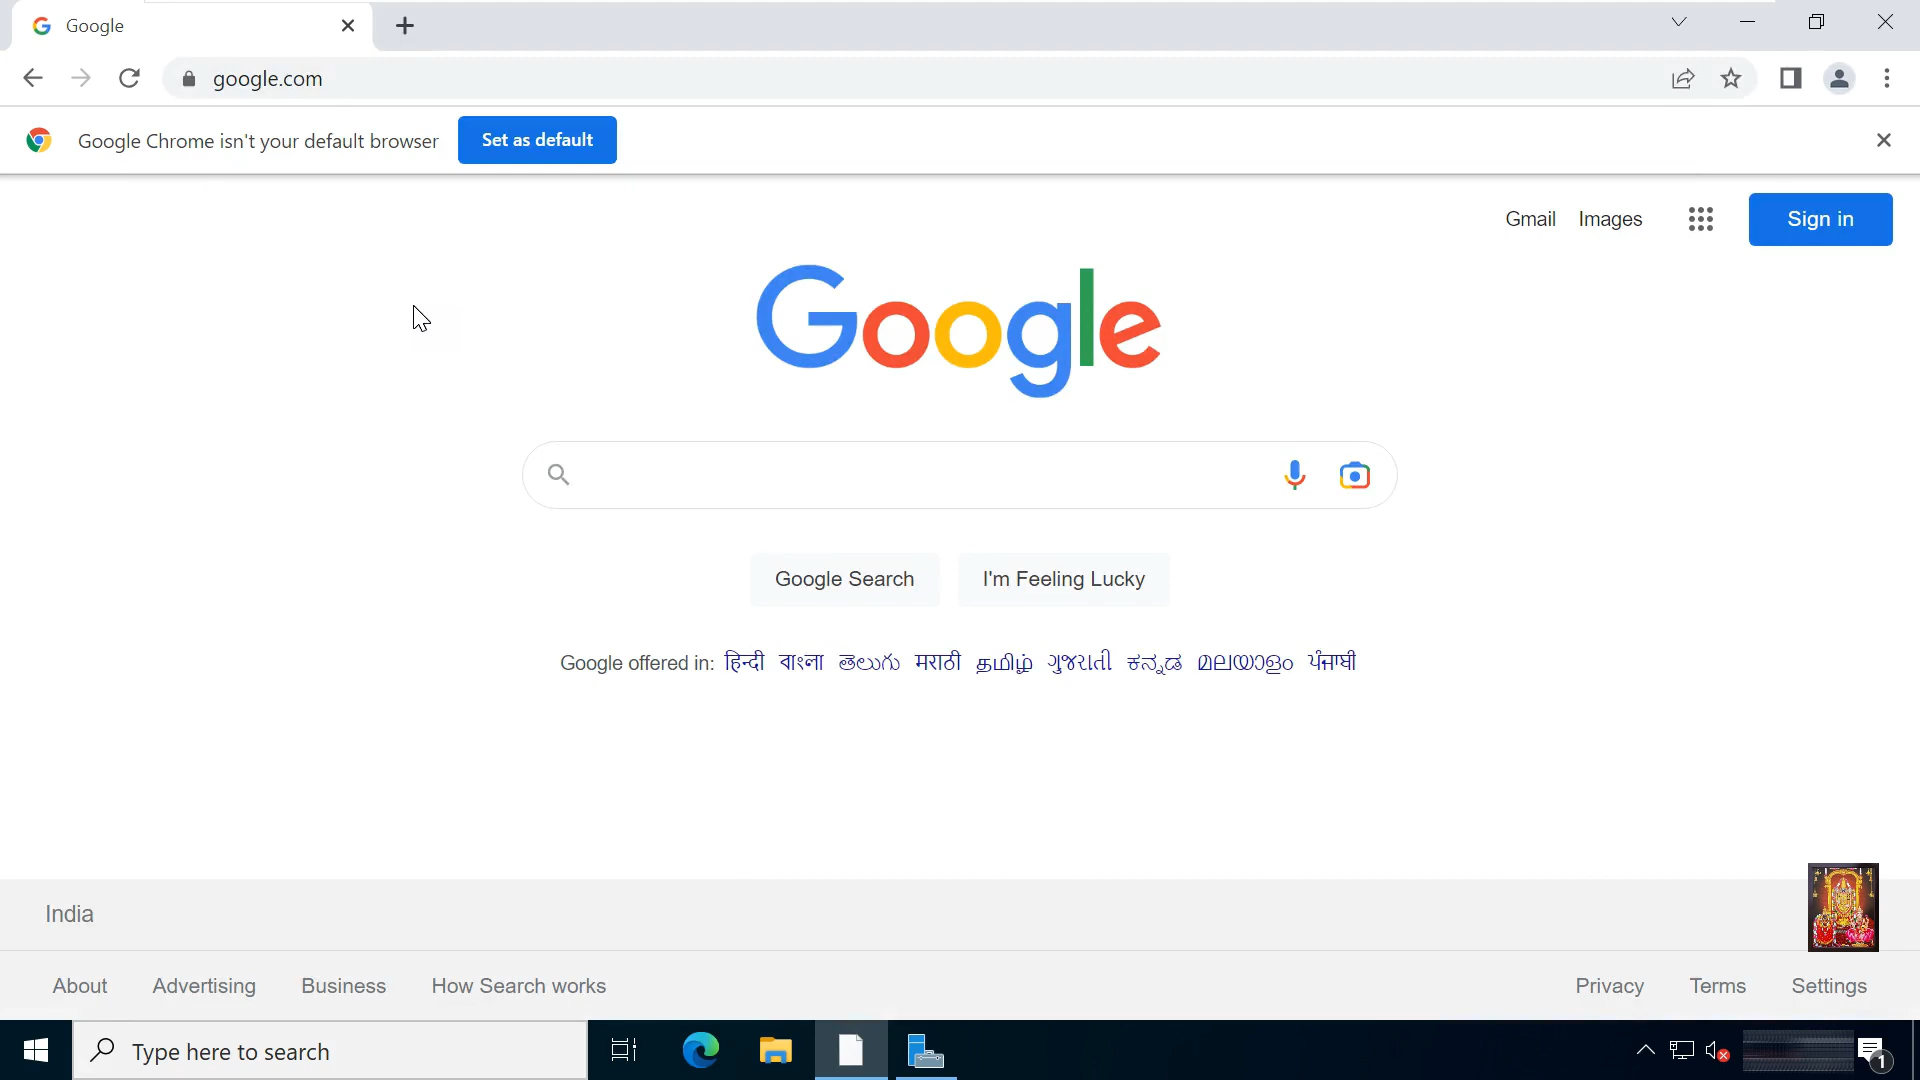 Google
google.com
Google Chrome isn't your default browser Set as default
Gmail Images Sign in
Google
Google Search I'm Feeling Lucky
Google offered in: हिन्दी বাংলা తెలుగు मराठी தமிழ் ગુજરાતી ಕನ್ನಡ മലയാളം ਪੰਜਾਬੀ
India
About Advertising Business How Search works Privacy Terms Settings
Type here to search 1